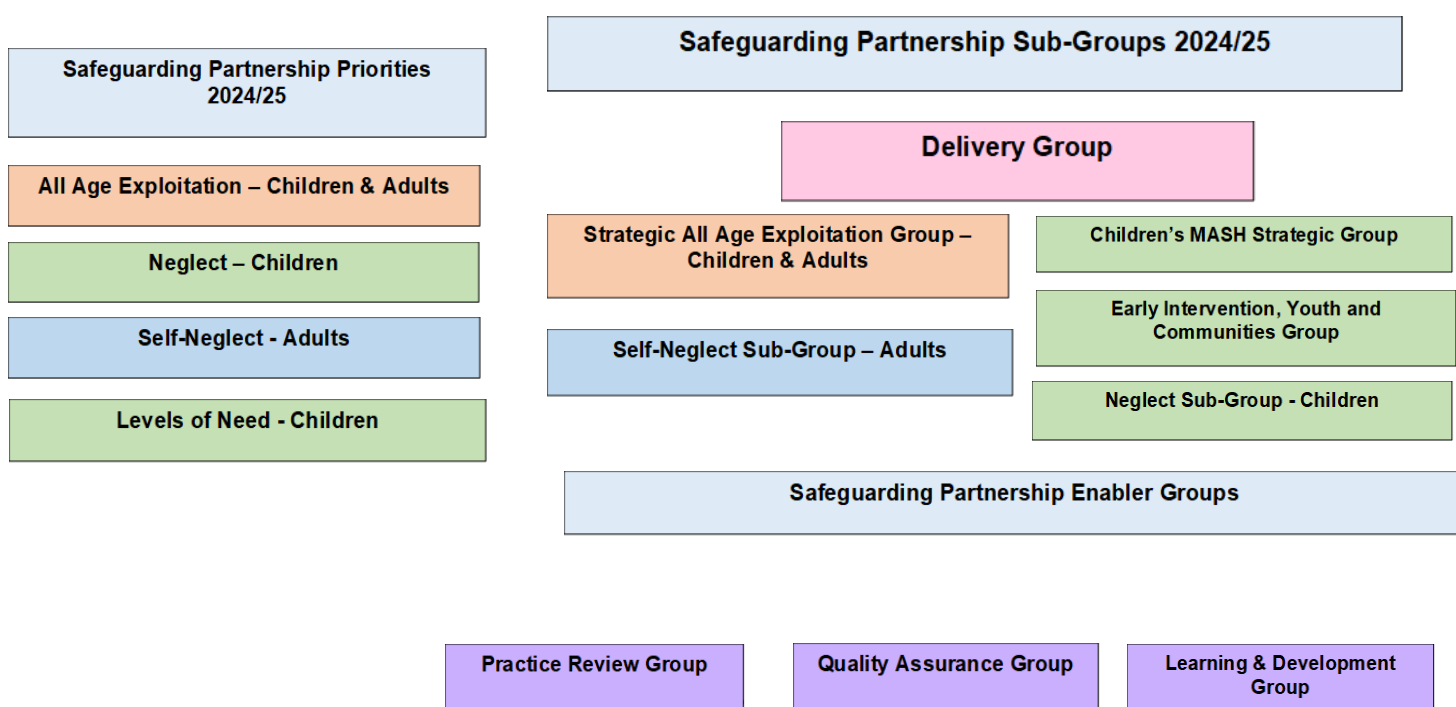 Safeguarding Partnership Priorities
2024/25
All Age Exploitation – Children & Adults
Neglect – Children
Self-Neglect - Adults
Levels of Need - Children
Safeguarding Partnership Sub-Groups 2024/25
Delivery Group
Strategic All Age Exploitation Group –
Children & Adults
Self-Neglect Sub-Group – Adults
Children’s MASH Strategic Group
Early Intervention, Youth and
Communities Group
Neglect Sub-Group - Children
Safeguarding Partnership Enabler Groups
Practice Review Group
Quality Assurance Group
Learning & Development
Group